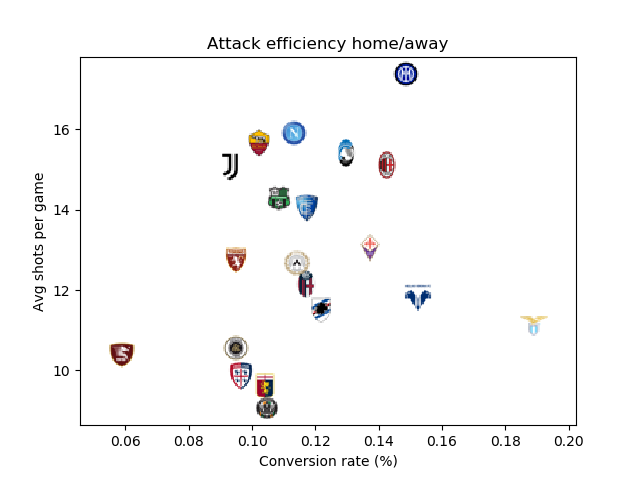 Attack efficiency home/away
Avg shots per game
16
14
12
10
0.06 0.08 0.10 0.12 0.14 0.16 0.18 0.20
Conversion rate (%)